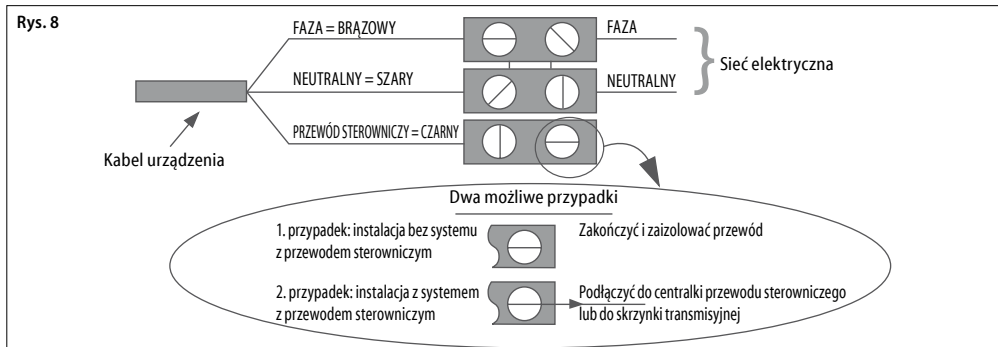 Rys. 8
FAZA = BRĄZOWY
FAZA
NEUTRALNY = SZARY
NEUTRALNY
Sieć elektryczna
PRZEWÓD STEROWNICZY = CZARNY
Kabel urządzenia
Dwa możliwe przypadki
1. przypadek: instalacja bez systemu
z przewodem sterowniczym
Zakończyć i zaizolować przewód
2. przypadek: instalacja z systemem
z przewodem sterowniczym
Podłączyć do centralki przewodu sterowniczego
lub do skrzynki transmisyjnej